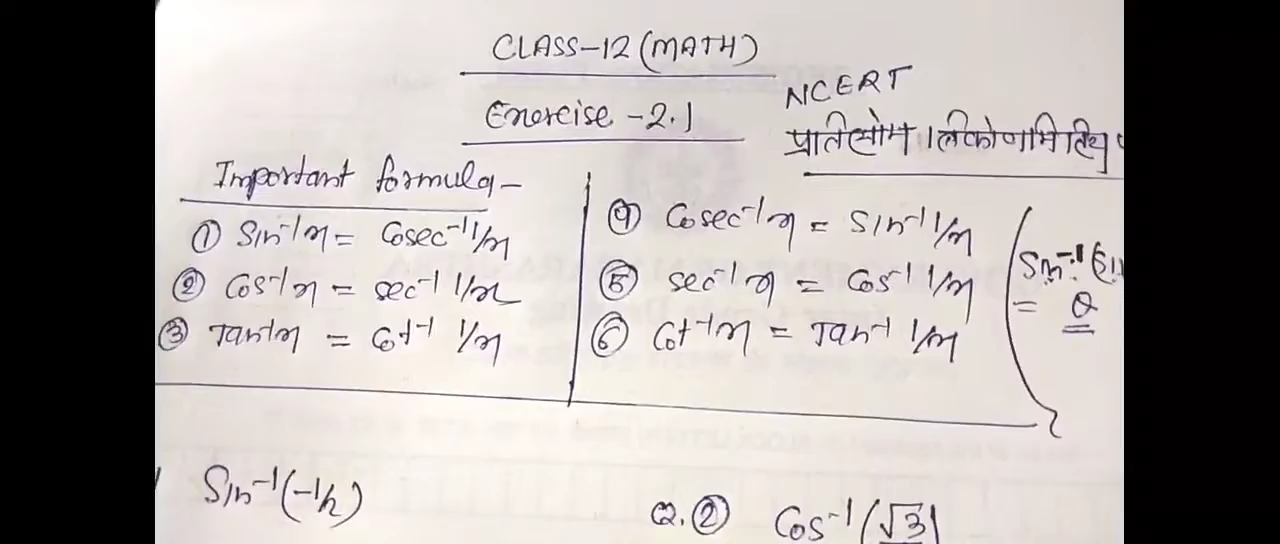 CLASS-12 (MATH)
Exercise -2.1
NCERT
प्रतिलोम त्रिकोणमितिय
Important formula-
① Sin⁻¹x = Cosec⁻¹ 1/x
② Cos⁻¹x = sec⁻¹ 1/x
③ Tan⁻¹x = Cot⁻¹ 1/x
④ Cosec⁻¹x = Sin⁻¹ 1/x
⑤ sec⁻¹x = Cos⁻¹ 1/x
⑥ Cot⁻¹x = Tan⁻¹ 1/x
= θ
Sin⁻¹(-1/2)
Q.② Cos⁻¹(√3